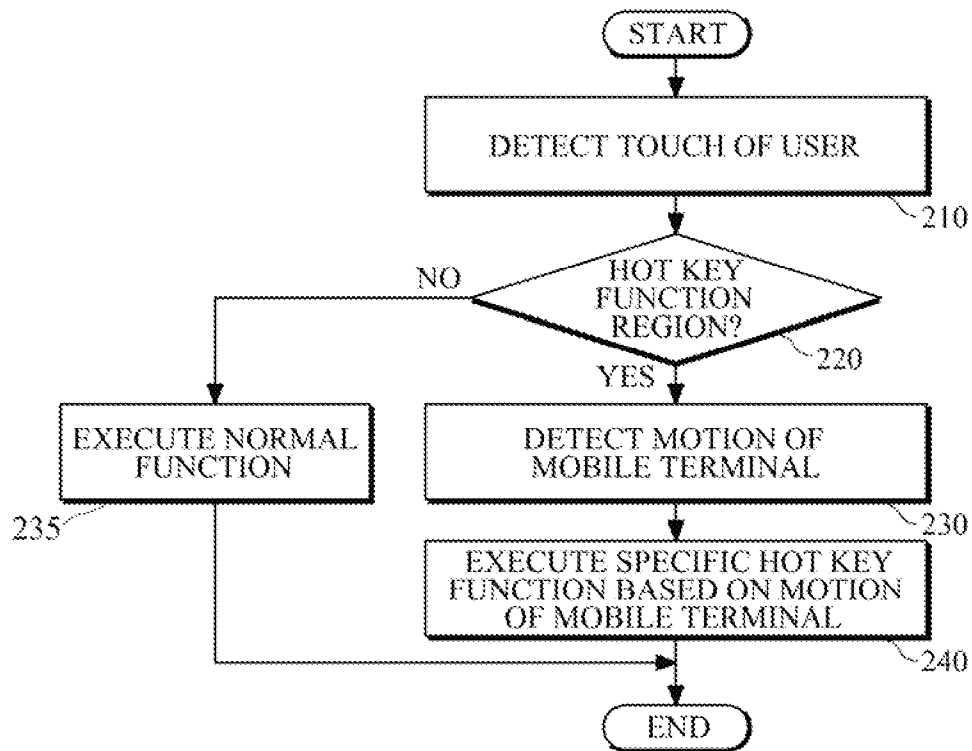 START
DETECT TOUCH OF USER
210
NO
HOT KEY
FUNCTION
REGION?
220
YES
EXECUTE NORMAL
FUNCTION
235
DETECT MOTION OF
MOBILE TERMINAL
230
EXECUTE SPECIFIC HOT KEY
FUNCTION BASED ON MOTION
OF MOBILE TERMINAL
240
END